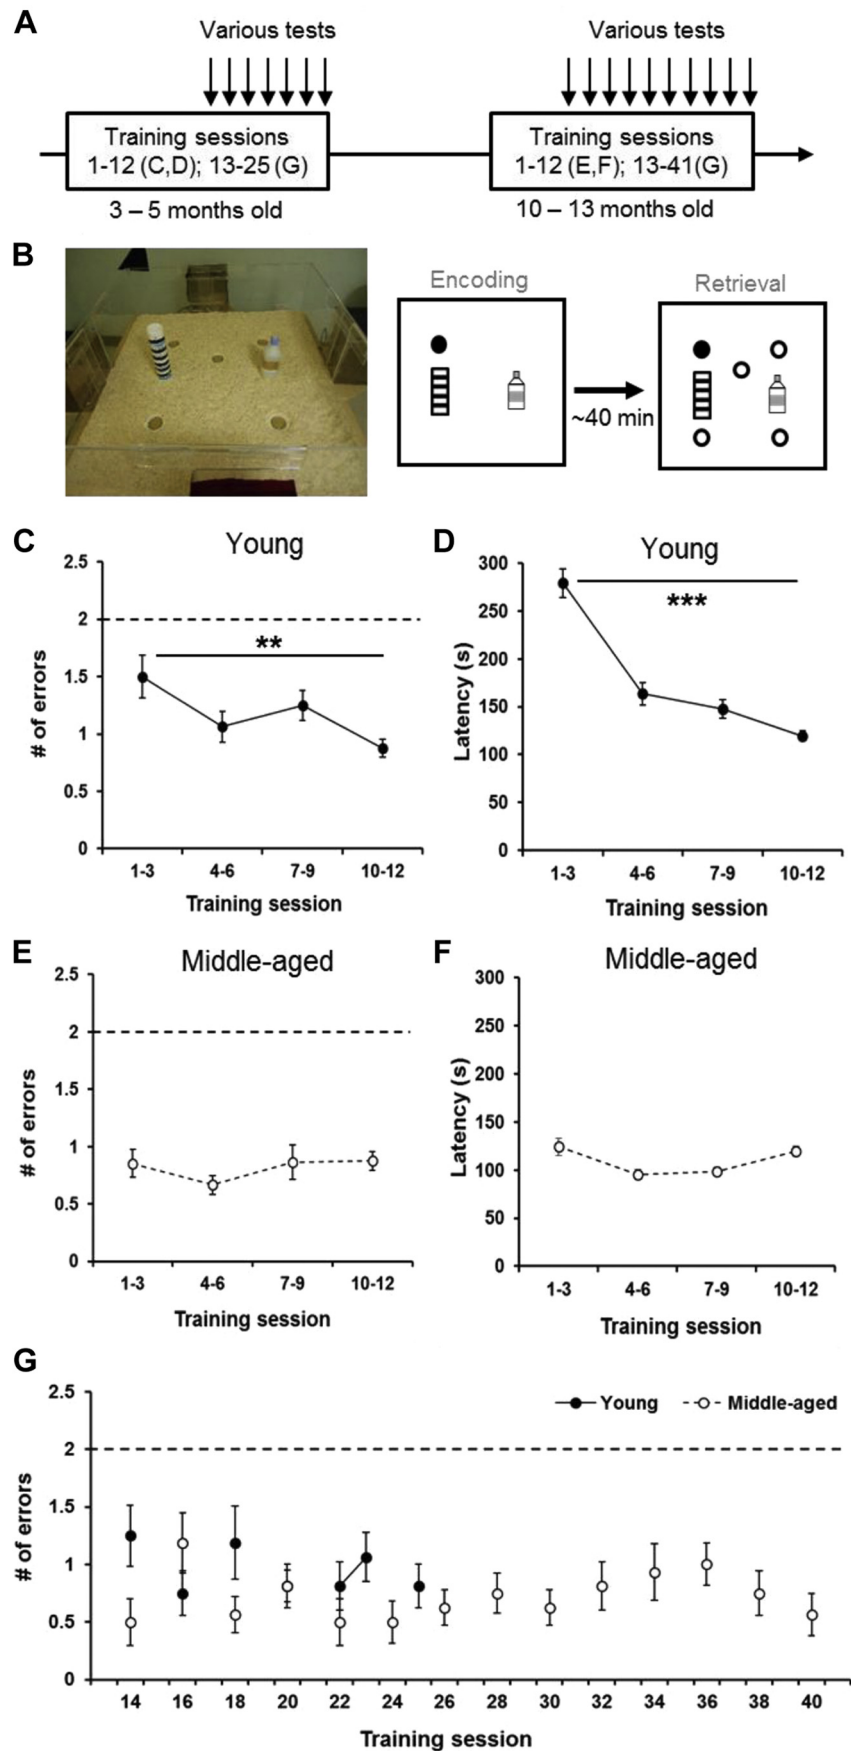 A
Various tests
Various tests
Training sessions
1-12 (C,D); 13-25 (G)
Training sessions
1-12 (E,F); 13-41(G)
3 – 5 months old
10 – 13 months old
B
Encoding
Retrieval
~40 min
C
Young
2.5
2
1.5
1
0.5
0
# of errors
**
1-3
4-6
7-9
10-12
Training session
D
Young
300
250
200
150
100
50
0
Latency (s)
***
1-3
4-6
7-9
10-12
Training session
E
Middle-aged
2.5
2
1.5
1
0.5
0
# of errors
1-3
4-6
7-9
10-12
Training session
F
Middle-aged
300
250
200
150
100
50
0
Latency (s)
1-3
4-6
7-9
10-12
Training session
G
Young
Middle-aged
2.5
2
1.5
1
0.5
0
# of errors
14
16
18
20
22
24
26
28
30
32
34
36
38
40
Training session